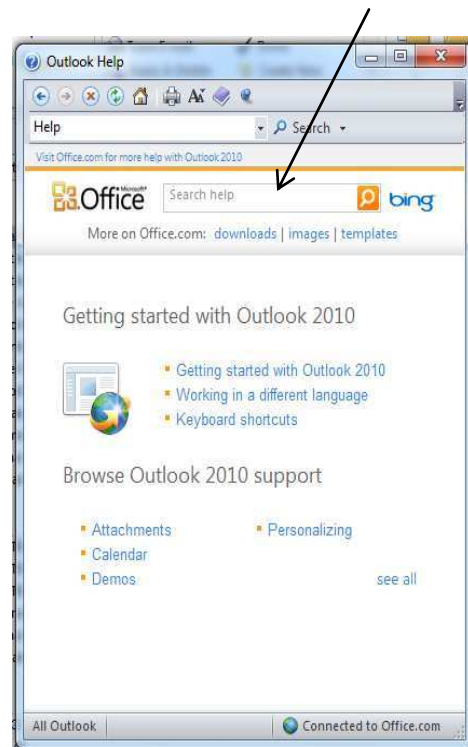 Outlook Help
Help
Search
Visit Office.com for more help with Outlook 2010
Microsoft
Office
Search help
bing
More on Office.com: downloads | images | templates
Getting started with Outlook 2010
Getting started with Outlook 2010
Working in a different language
Keyboard shortcuts
Browse Outlook 2010 support
Attachments
Personalizing
Calendar
Demos
see all
All Outlook
Connected to Office.com